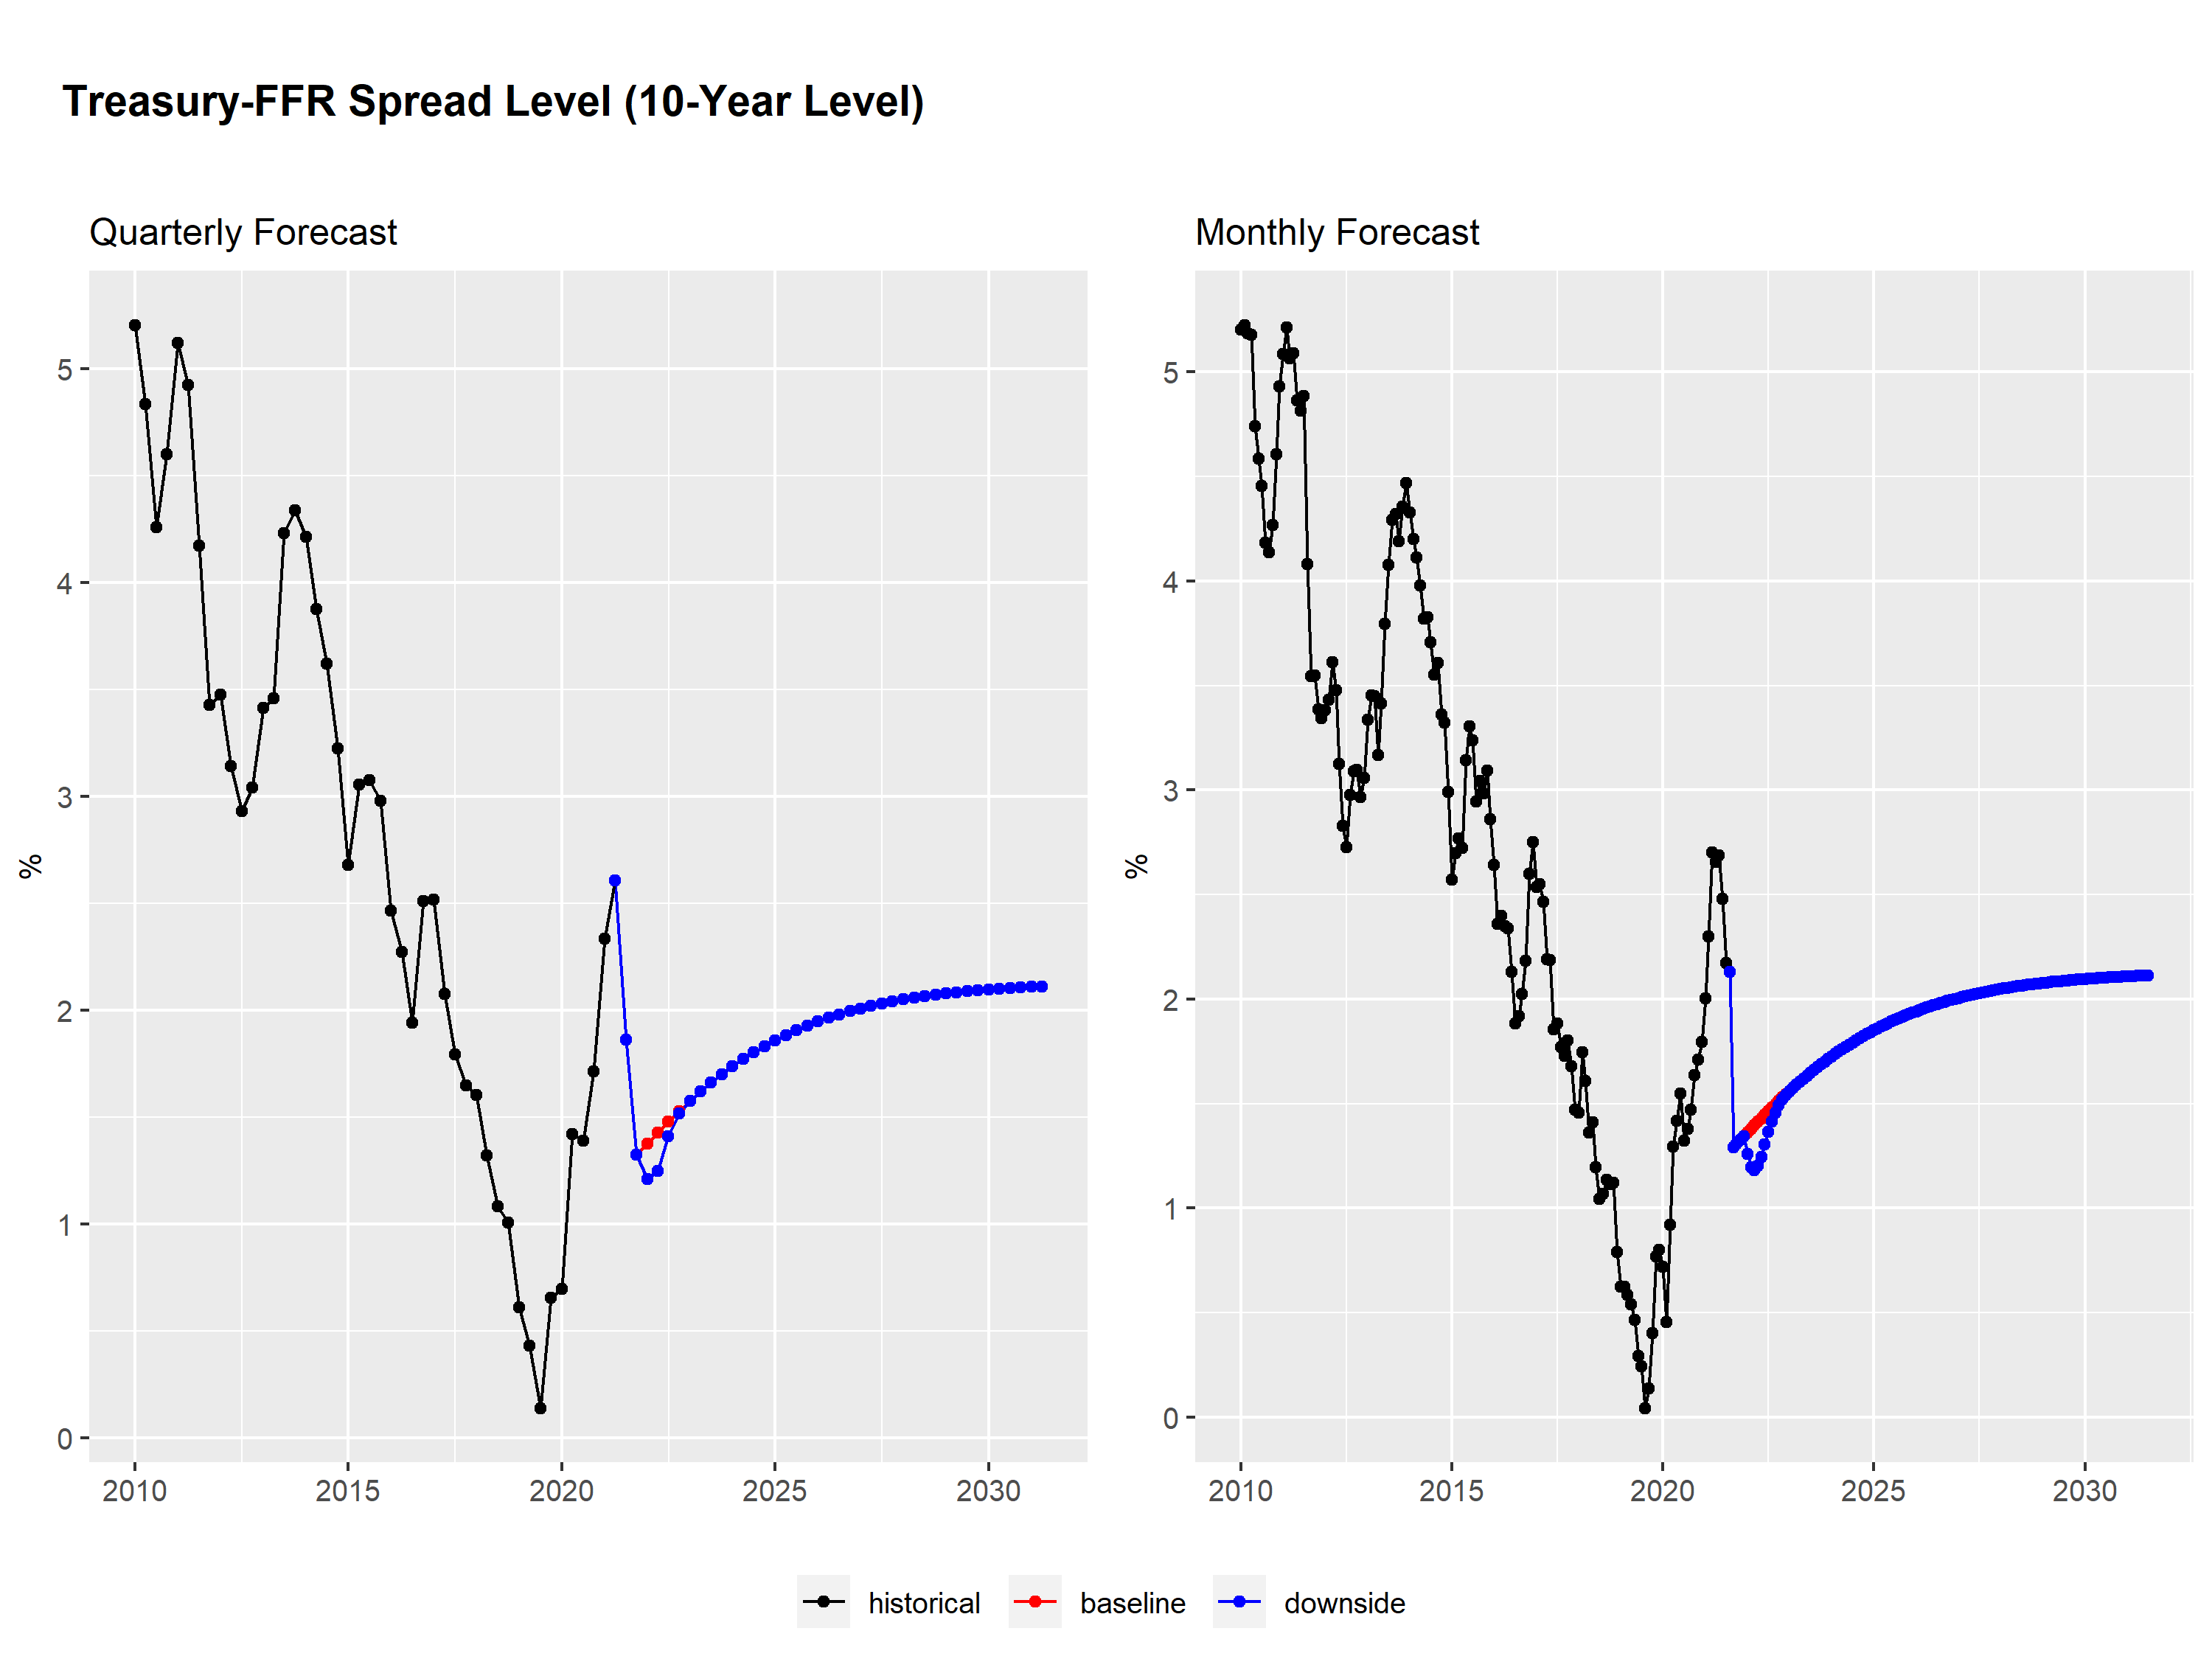 Treasury-FFR Spread Level (10-Year Level)
Quarterly Forecast
%
5
4
3
2
1
0
2010 2015 2020 2025 2030
Monthly Forecast
%
5
4
3
2
1
0
2010 2015 2020 2025 2030
historical baseline downside